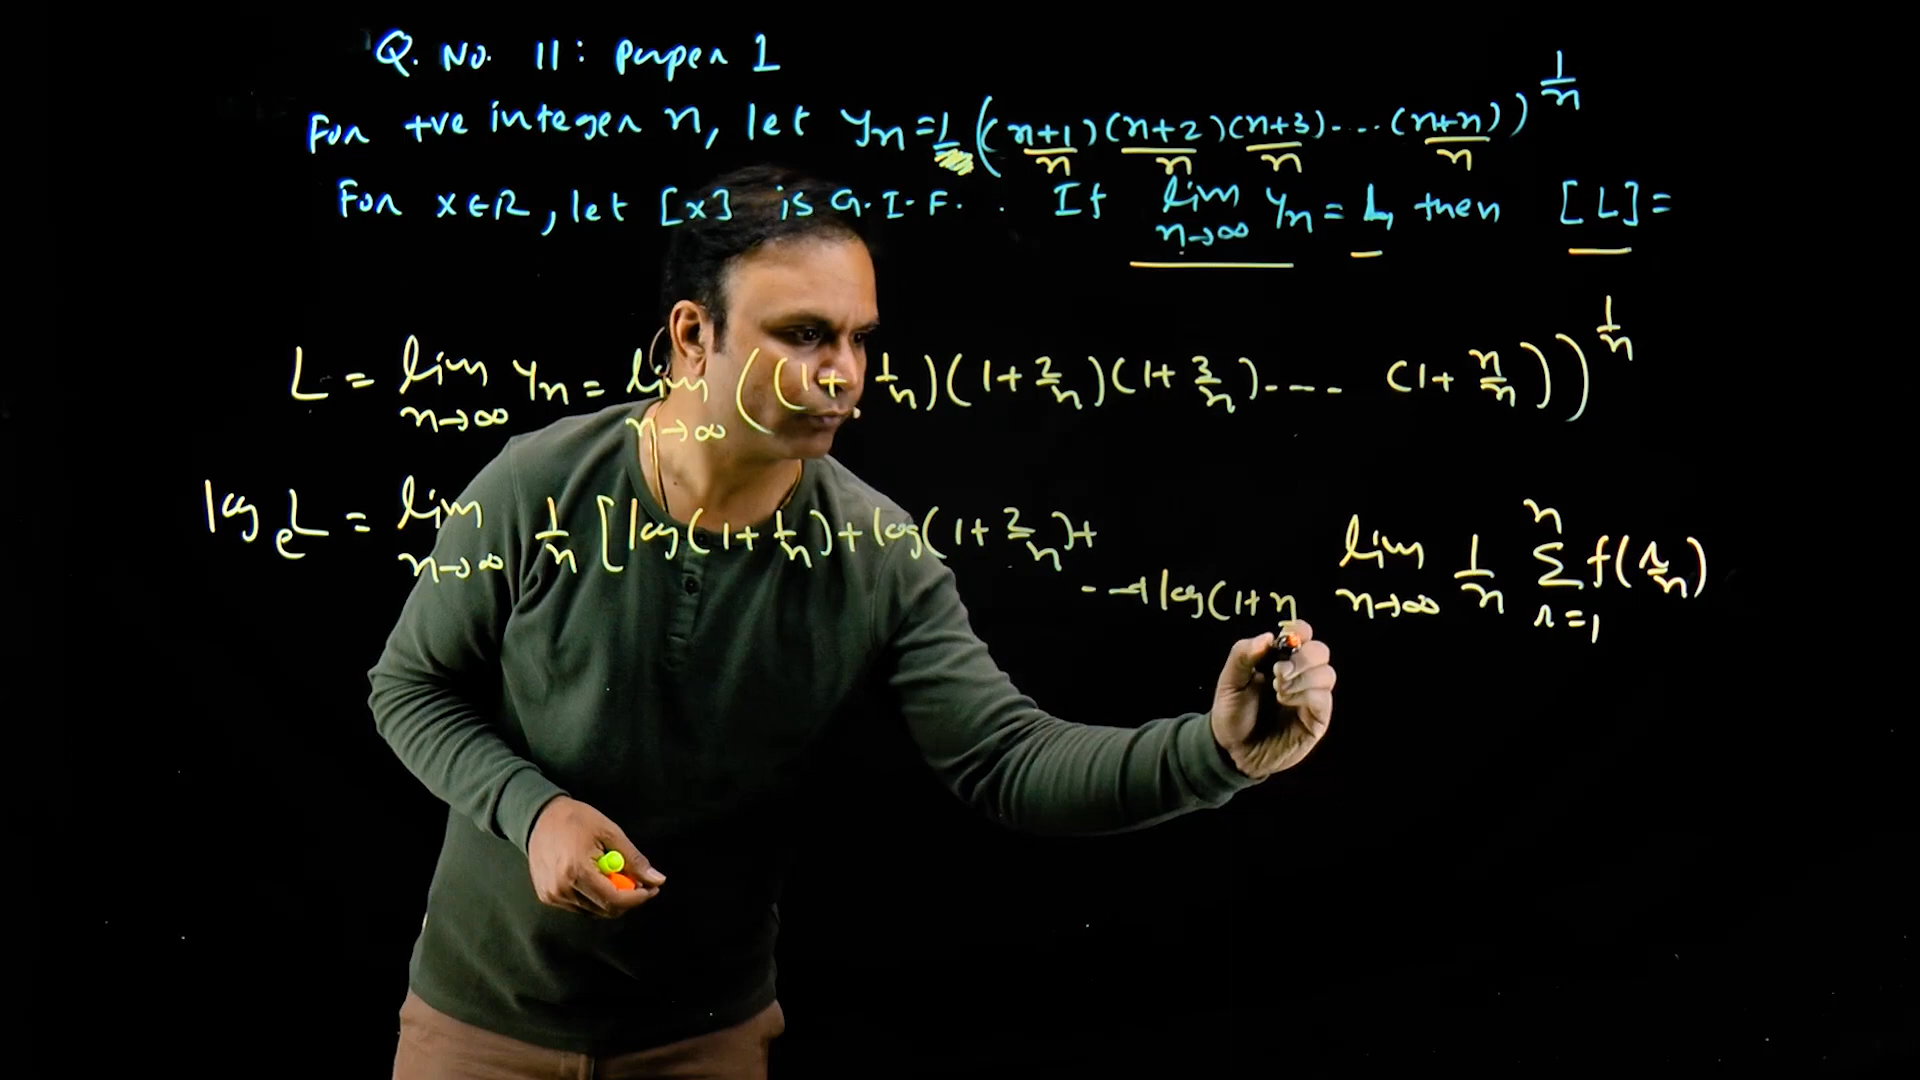 Q. No. 11: Paper 1
For +ve integer n, let yn = 1 ((n+1)/n (n+2)/n (n+3)/n ---- (n+n)/n)^(1/n)
For x∈R, let [x] is G.I.F. . If lim n→∞ yn = L, then [L] =
L = lim n→∞ yn = lim n→∞ ((1+ 1/n)(1+ 2/n)(1+ 3/n)---- (1+ n/n))^(1/n)
log e L = lim n→∞ 1/n [log(1+ 1/n)+log(1+ 2/n)+
--+log(1+ n
lim n→∞ 1/n Σ r=1 n f(r/n)